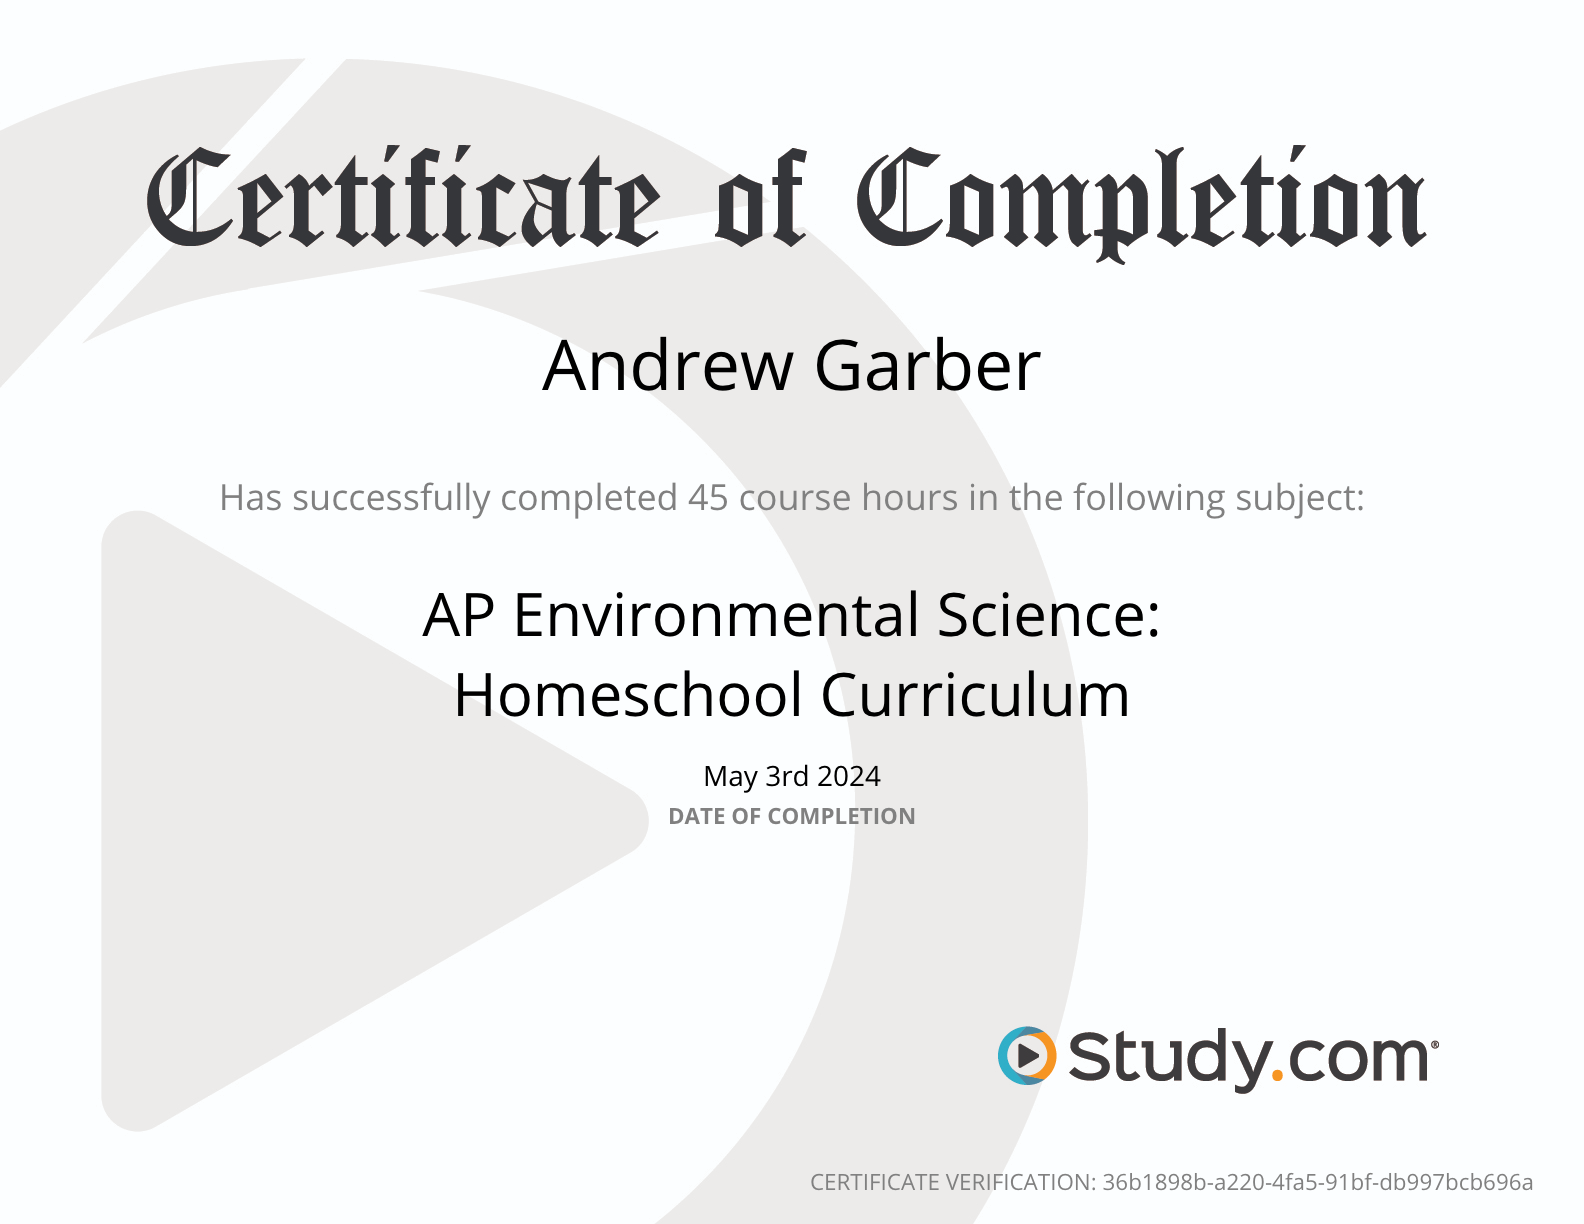 Certificate of Completion
Andrew Garber
Has successfully completed 45 course hours in the following subject:
AP Environmental Science:
Homeschool Curriculum
May 3rd 2024
DATE OF COMPLETION
Study.com®
CERTIFICATE VERIFICATION: 36b1898b-a220-4fa5-91bf-db997bcb696a